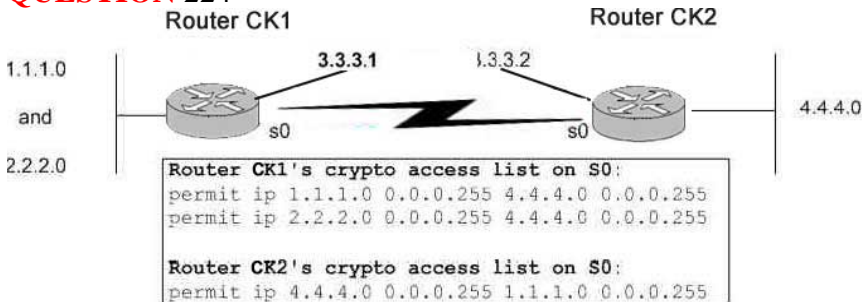 QUESTION 224
Router CK1
Router CK2
3.3.3.1
3.3.3.2
1.1.1.0
and
2.2.2.0
s0
s0
4.4.4.0
Router CK1's crypto access list on S0:
permit ip 1.1.1.0 0.0.0.255 4.4.4.0 0.0.0.255
permit ip 2.2.2.0 0.0.0.255 4.4.4.0 0.0.0.255
Router CK2's crypto access list on S0:
permit ip 4.4.4.0 0.0.0.255 1.1.1.0 0.0.0.255